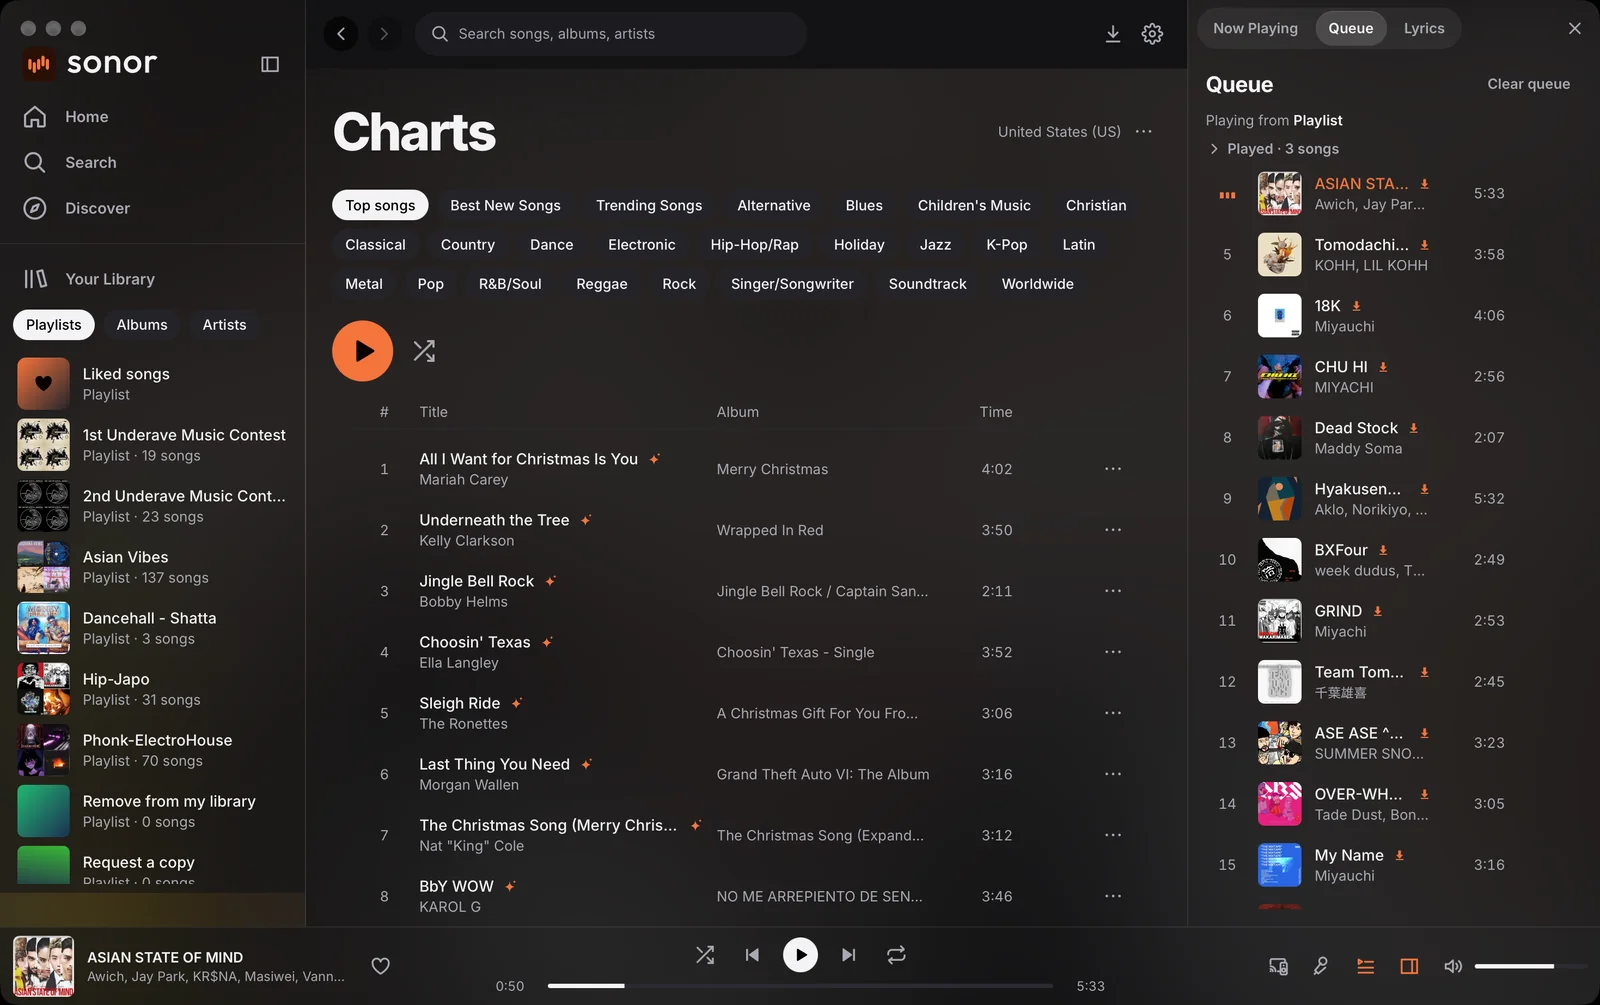 sonor
Home
Search
Discover
Your Library
Playlists
Albums
Artists
Liked songs
Playlist
1st Underave Music Contest
Playlist · 19 songs
2nd Underave Music Cont...
Playlist · 23 songs
Asian Vibes
Playlist · 137 songs
Dancehall - Shatta
Playlist · 3 songs
Hip-Japo
Playlist · 31 songs
Phonk-ElectroHouse
Playlist · 70 songs
Remove from my library
Playlist · 0 songs
Request a copy
Playlist · 0 songs
Search songs, albums, artists
Charts
United States (US)
Top songs
Best New Songs
Trending Songs
Alternative
Blues
Children's Music
Christian
Classical
Country
Dance
Electronic
Hip-Hop/Rap
Holiday
Jazz
K-Pop
Latin
Metal
Pop
R&B/Soul
Reggae
Rock
Singer/Songwriter
Soundtrack
Worldwide
# Title Album Time
1 All I Want for Christmas Is You Merry Christmas 4:02
Mariah Carey
2 Underneath the Tree Wrapped In Red 3:50
Kelly Clarkson
3 Jingle Bell Rock Jingle Bell Rock / Captain San... 2:11
Bobby Helms
4 Choosin' Texas Choosin' Texas - Single 3:52
Ella Langley
5 Sleigh Ride A Christmas Gift For You Fro... 3:06
The Ronettes
6 Last Thing You Need Grand Theft Auto VI: The Album 3:16
Morgan Wallen
7 The Christmas Song (Merry Chris... The Christmas Song (Expand... 3:12
Nat "King" Cole
8 BbY WOW NO ME ARREPIENTO DE SEN... 3:46
KAROL G
Now Playing
Queue
Lyrics
Queue
Clear queue
Playing from Playlist
Played · 3 songs
ASIAN STA... 5:33
Awich, Jay Par...
5 Tomodachi... 3:58
KOHH, LIL KOHH
6 18K 4:06
Miyauchi
7 CHU HI 2:56
MIYACHI
8 Dead Stock 2:07
Maddy Soma
9 Hyakusen... 5:32
Aklo, Norikiyo, ...
10 BXFour 2:49
week dudus, T...
11 GRIND 2:53
Miyachi
12 Team Tom... 2:45
千葉雄喜
13 ASE ASE ^... 3:23
SUMMER SNO...
14 OVER-WH... 3:05
Tade Dust, Bon...
15 My Name 3:16
Miyauchi
ASIAN STATE OF MIND
ASIAN STATE OF MIND
Awich, Jay Park, KR$NA, Masiwei, Vann...
0:50
5:33